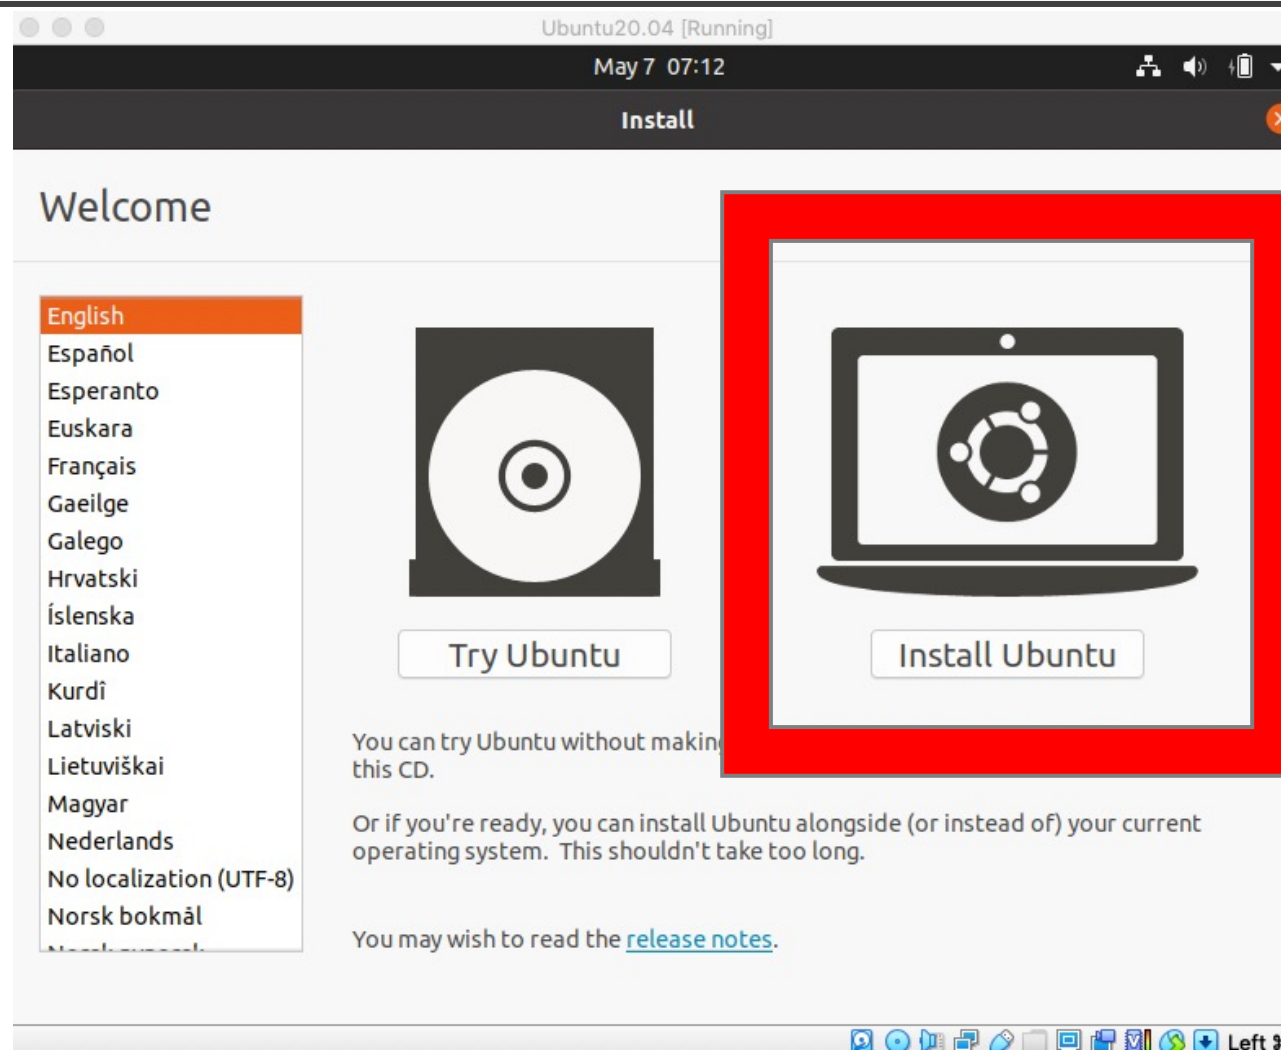 Ubuntu20.04 [Running]
May 7 07:12
Install
Welcome
English
Español
Esperanto
Euskara
Français
Gaeilge
Galego
Hrvatski
Íslenska
Italiano
Kurdî
Latviski
Lietuviškai
Magyar
Nederlands
No localization (UTF-8)
Norsk bokmål
Try Ubuntu
Install Ubuntu
You can try Ubuntu without making
this CD.
Or if you're ready, you can install Ubuntu alongside (or instead of) your current
operating system. This shouldn't take too long.
You may wish to read the release notes.
Left ⌘